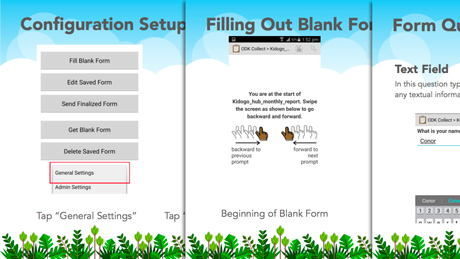 Configuration Setup
Fill Blank Form
Edit Saved Form
Send Finalized Form
Get Blank Form
Delete Saved Form
General Settings
Admin Settings
Tap “General Settings”
Tap “
Filling Out Blank For
1:52 pm
ODK Collect > Kidogo_
You are at the start of
Kidogo_hub_monthly_report. Swipe
the screen as shown below to go
backward and forward.
backward to
previous
prompt
forward to
next
prompt
Beginning of Blank Form
Form Qu
Text Field
In this question typ
any textual informa
ODK Collect > K
What is your name
Conor
Conor
1 2 3 4 5